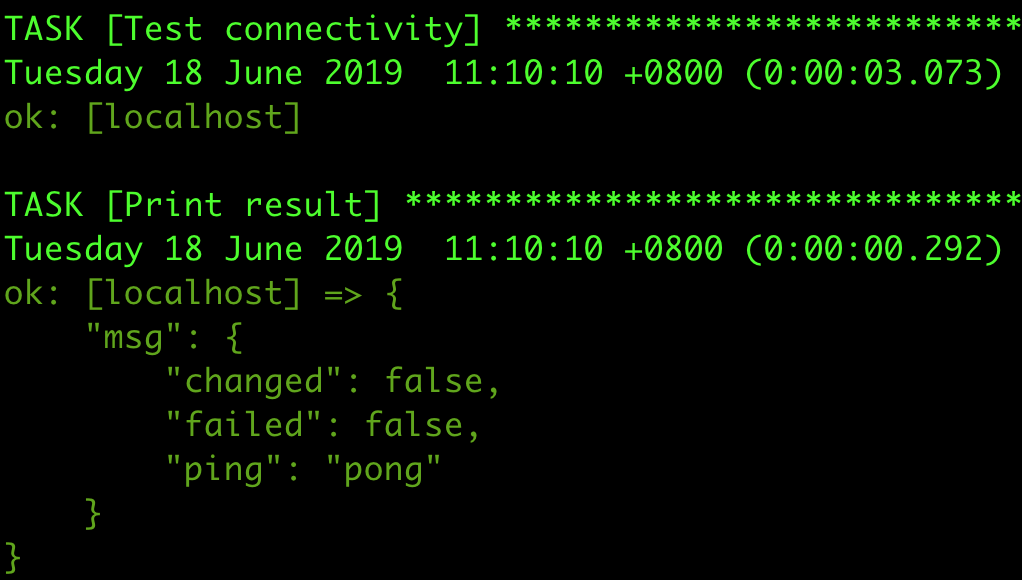 TASK [Test connectivity] **************************
Tuesday 18 June 2019  11:10:10 +0800 (0:00:03.073)
ok: [localhost]

TASK [Print result] *******************************
Tuesday 18 June 2019  11:10:10 +0800 (0:00:00.292)
ok: [localhost] => {
    "msg": {
        "changed": false,
        "failed": false,
        "ping": "pong"
    }
}